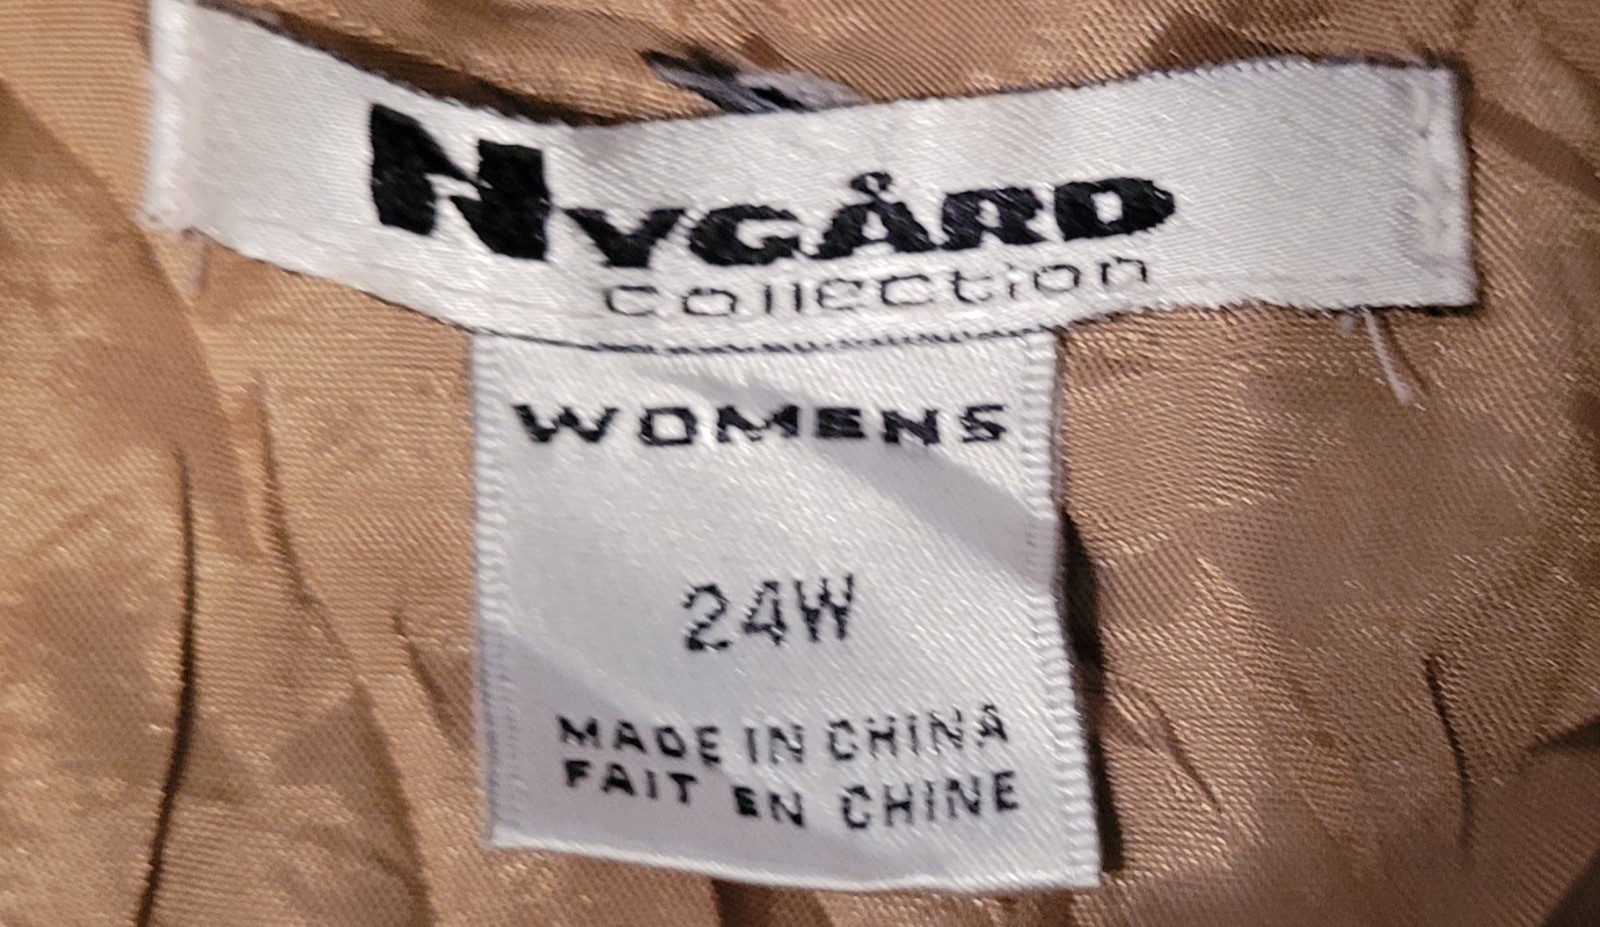 NYGÅRD
Collection
WOMENS
24W
MADE IN CHINA
FAIT EN CHINE